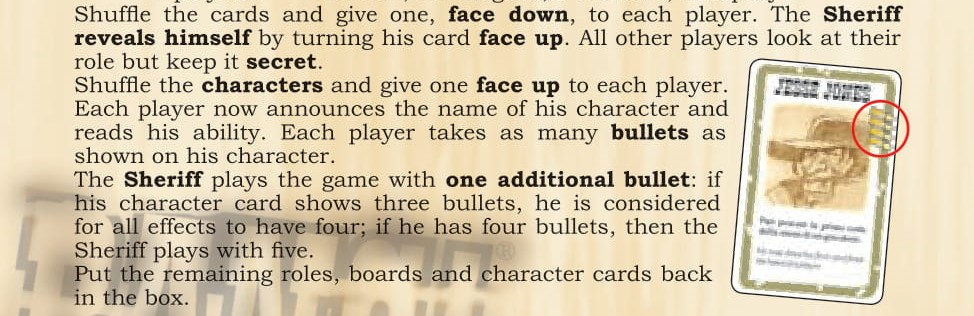 Shuffle the cards and give one, face down, to each player. The Sheriff
reveals himself by turning his card face up. All other players look at their
role but keep it secret.
Shuffle the characters and give one face up to each player.
Each player now announces the name of his character and
reads his ability. Each player takes as many bullets as
shown on his character.
The Sheriff plays the game with one additional bullet: if
his character card shows three bullets, he is considered
for all effects to have four; if he has four bullets, then the
Sheriff plays with five.
Put the remaining roles, boards and character cards back
in the box.
JESSE JONES
®